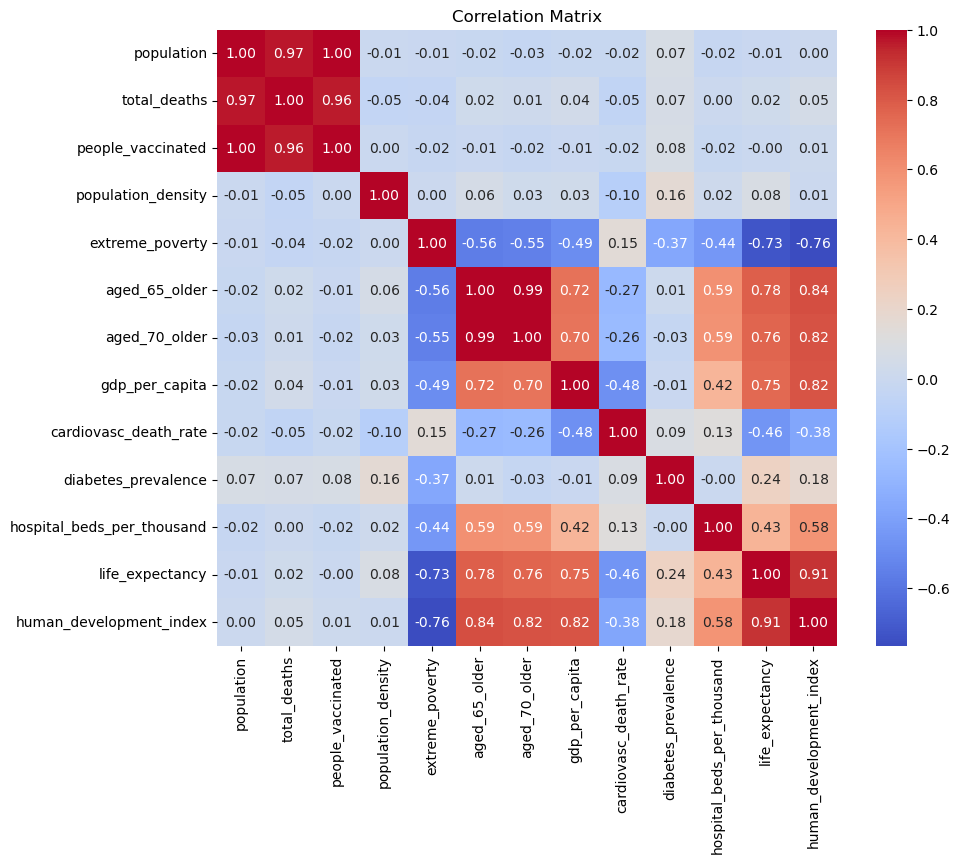 Correlation Matrix
population 1.00 0.97 1.00 -0.01 -0.01 -0.02 -0.03 -0.02 -0.02 0.07 -0.02 -0.01 0.00
total_deaths 0.97 1.00 0.96 -0.05 -0.04 0.02 0.01 0.04 -0.05 0.07 0.00 0.02 0.05
people_vaccinated 1.00 0.96 1.00 0.00 -0.02 -0.01 -0.02 -0.01 -0.02 0.08 -0.02 -0.00 0.01
population_density -0.01 -0.05 0.00 1.00 0.00 0.06 0.03 0.03 -0.10 0.16 0.02 0.08 0.01
extreme_poverty -0.01 -0.04 -0.02 0.00 1.00 -0.56 -0.55 -0.49 0.15 -0.37 -0.44 -0.73 -0.76
aged_65_older -0.02 0.02 -0.01 0.06 -0.56 1.00 0.99 0.72 -0.27 0.01 0.59 0.78 0.84
aged_70_older -0.03 0.01 -0.02 0.03 -0.55 0.99 1.00 0.70 -0.26 -0.03 0.59 0.76 0.82
gdp_per_capita -0.02 0.04 -0.01 0.03 -0.49 0.72 0.70 1.00 -0.48 -0.01 0.42 0.75 0.82
cardiovasc_death_rate -0.02 -0.05 -0.02 -0.10 0.15 -0.27 -0.26 -0.48 1.00 0.09 0.13 -0.46 -0.38
diabetes_prevalence 0.07 0.07 0.08 0.16 -0.37 0.01 -0.03 -0.01 0.09 1.00 -0.00 0.24 0.18
hospital_beds_per_thousand -0.02 0.00 -0.02 0.02 -0.44 0.59 0.59 0.42 0.13 -0.00 1.00 0.43 0.58
life_expectancy -0.01 0.02 -0.00 0.08 -0.73 0.78 0.76 0.75 -0.46 0.24 0.43 1.00 0.91
human_development_index 0.00 0.05 0.01 0.01 -0.76 0.84 0.82 0.82 -0.38 0.18 0.58 0.91 1.00
population
total_deaths
people_vaccinated
population_density
extreme_poverty
aged_65_older
aged_70_older
gdp_per_capita
cardiovasc_death_rate
diabetes_prevalence
hospital_beds_per_thousand
life_expectancy
human_development_index
1.0
0.8
0.6
0.4
0.2
0.0
−0.2
−0.4
−0.6